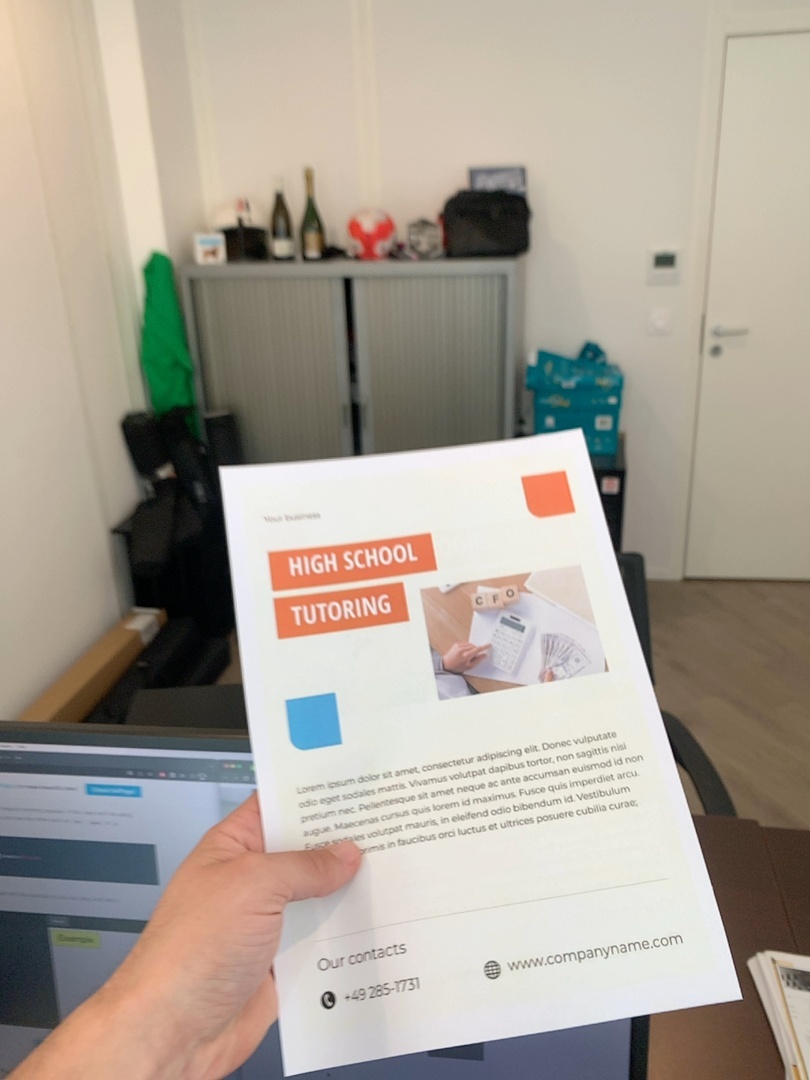 Your business
HIGH SCHOOL
TUTORING
CFO
Lorem ipsum dolor sit amet, consectetur adipiscing elit. Donec vulputate
odio eget sodales mattis. Vivamus volutpat dapibus tortor, non sagittis nisi
pretium nec. Pellentesque sit amet neque ac ante accumsan euismod id non
augue. Maecenas cursus quis lorem id maximus. Fusce quis imperdiet arcu.
Fusce sodales volutpat mauris, in eleifend odio bibendum id. Vestibulum
primis in faucibus orci luctus et ultrices posuere cubilia curae;
Our contacts
+49 285-1731
www.companyname.com
Example